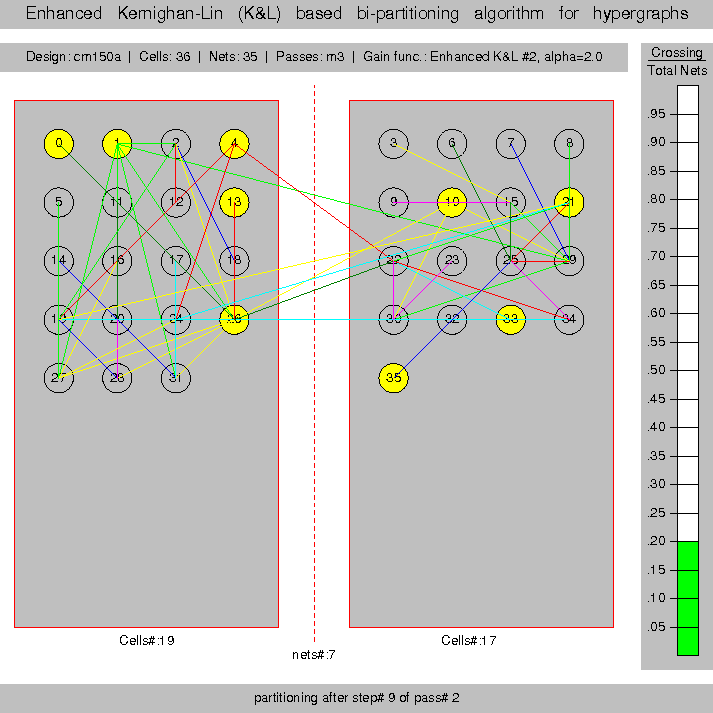 Enhanced Kernighan-Lin (K&L) based bi-partitioning algorithm for hypergraphs
Design: cm150a | Cells: 36 | Nets: 35 | Passes: m3 | Gain func.: Enhanced K&L #2, alpha=2.0
Crossing
Total Nets
0 1 2 4 3 6 7 8
5 11 12 13 9 10 15 21
14 16 17 18 22 23 25 29
19 20 24 26 30 32 33 34
27 28 31 35
.95
.90
.85
.80
.75
.70
.65
.60
.55
.50
.45
.40
.35
.30
.25
.20
.15
.10
.05
Cells#:19 Cells#:17
nets#:7
partitioning after step# 9 of pass# 2